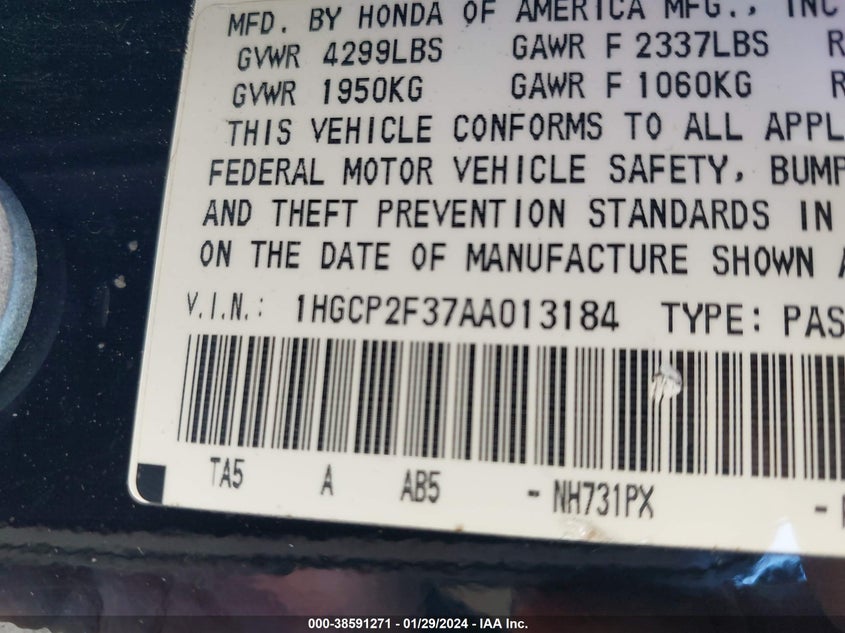 MFD. BY HONDA OF AMERICA MFG., INC
GVWR 4299LBS GAWR F 2337LBS R
GVWR 1950KG GAWR F 1060KG R
THIS VEHICLE CONFORMS TO ALL APPL
FEDERAL MOTOR VEHICLE SAFETY, BUMP
AND THEFT PREVENTION STANDARDS IN
ON THE DATE OF MANUFACTURE SHOWN A
V.I.N.: 1HGCP2F37AA013184 TYPE: PAS
TA5 A AB5 - NH731PX -
000-38591271 - 01/29/2024 - IAA Inc.